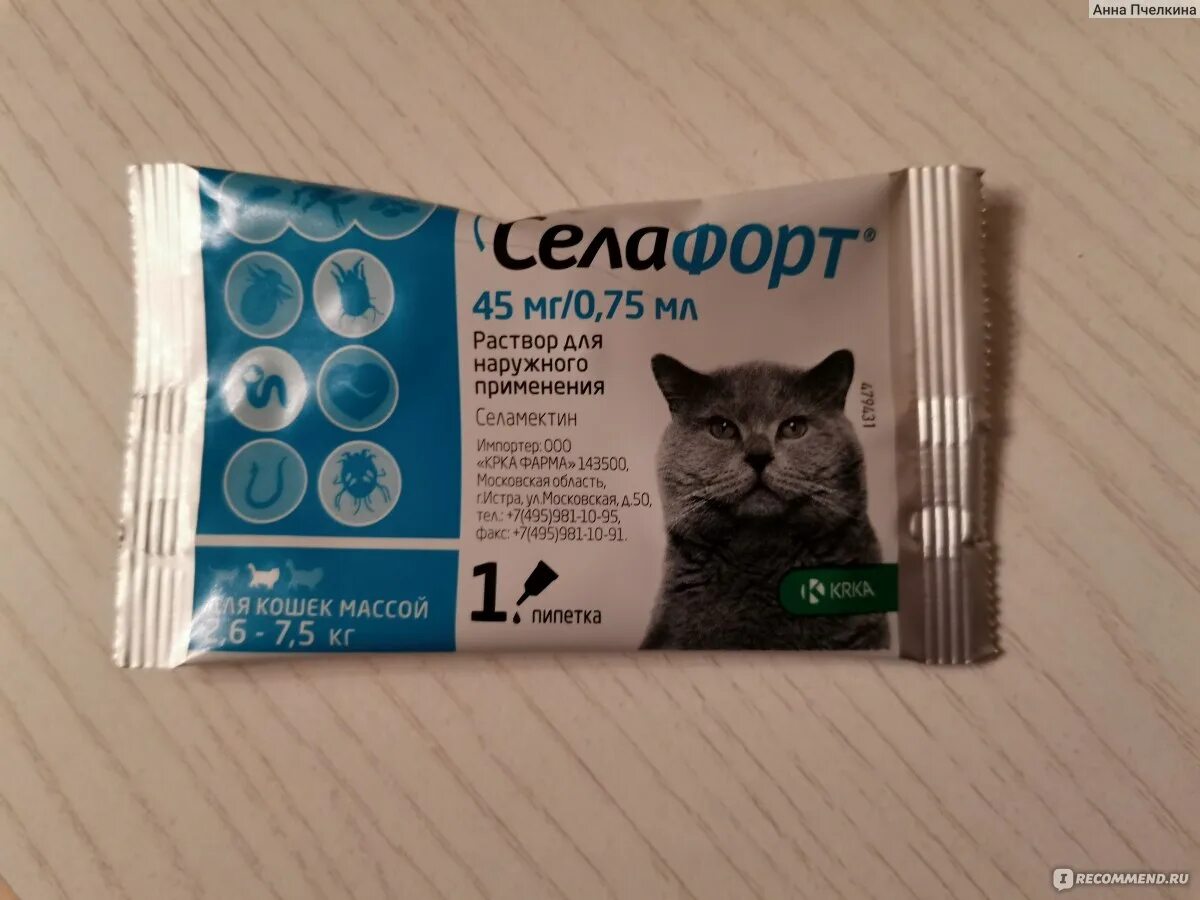 Анна Пчелкина
Селафорт®
45 мг/0,75 мл
Раствор для
наружного
применения
Селамектин
Импортер: ООО
«КРКА ФАРМА» 143500,
Московская область,
г.Истра, ул.Московская, д.50,
тел.: +7(495)981-10-95,
факс: +7(495)981-10-91.
479431
ДЛЯ КОШЕК МАССОЙ
2,6 - 7,5 кг
1 пипетка
KRKA
IRECOMMEND.RU